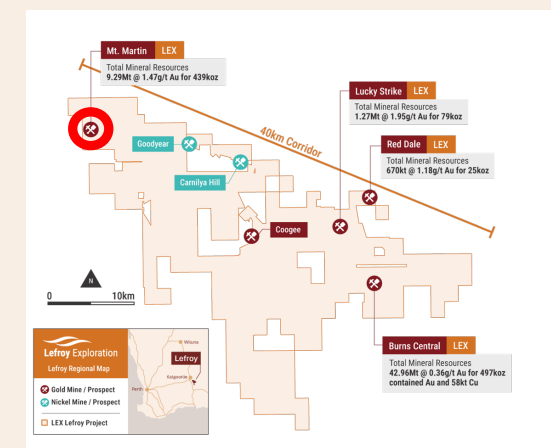 Mt. Martin LEX
Total Mineral Resources
9.29Mt @ 1.47g/t Au for 439koz
Lucky Strike LEX
Total Mineral Resources
1.27Mt @ 1.95g/t Au for 79koz
40km Corridor
Goodyear
Red Dale LEX
Total Mineral Resources
670kt @ 1.18g/t Au for 25koz
Carnilya Hill
Coogee
N
0 10km
Burns Central LEX
Total Mineral Resources
42.96Mt @ 0.36g/t Au for 497koz
contained Au and 58kt Cu
Lefroy Exploration
Lefroy Regional Map
Gold Mine / Prospect
Nickel Mine / Prospect
LEX Lefroy Project
Wiluna
Lefroy
Kalgoorlie
Perth